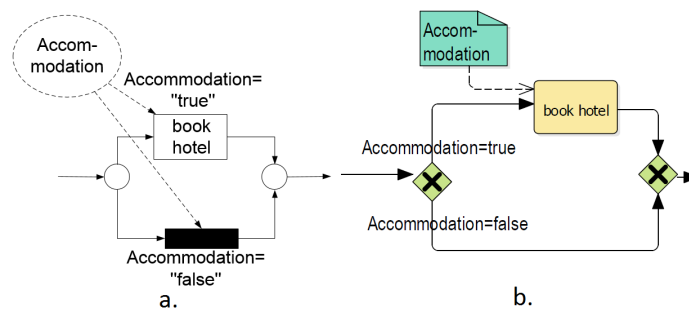 Accom-
modation
Accommodation=
"true"
book
hotel
Accommodation=
"false"
a.
Accom-
modation
book hotel
Accommodation=true
Accommodation=false
b.